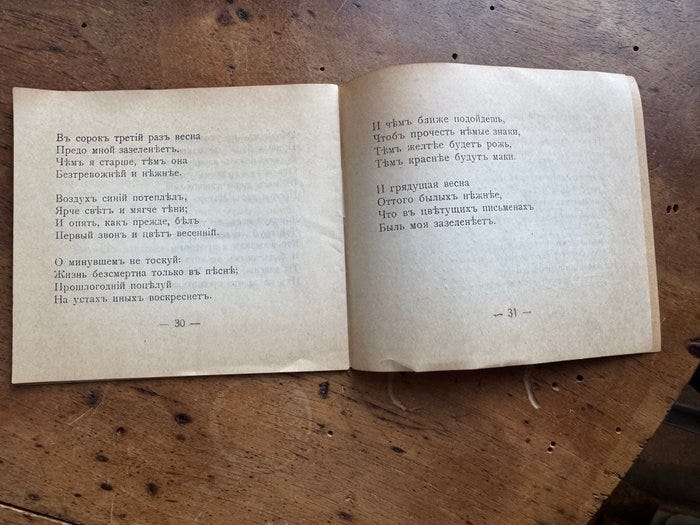 Въ сорокъ третій разъ весна
Предо мной зазеленѣетъ.
Чѣмъ я старше, тѣмъ она
Безтревожнѣй и нѣжнѣе.
Воздухъ синій потеплѣлъ,
Ярче свѣтъ и мягче тѣни;
И опять, какъ прежде, бѣлъ
Первый звонъ и цвѣтъ весенній.
О минувшемъ не тоскуй:
Жизнь безсмертна только въ пѣснѣ;
Прошлогодній поцѣлуй
На устахъ иныхъ воскреснетъ.
— 30 —
И чѣмъ ближе подойдешь,
Чтобъ прочесть нѣмые знаки,
Тѣмъ желтѣе будетъ рожь,
Тѣмъ краснѣе будутъ маки.
И грядущая весна
Оттого былыхъ нѣжнѣе,
Что въ цвѣтущихъ письменахъ
Быль моя зазеленѣетъ.
— 31 —